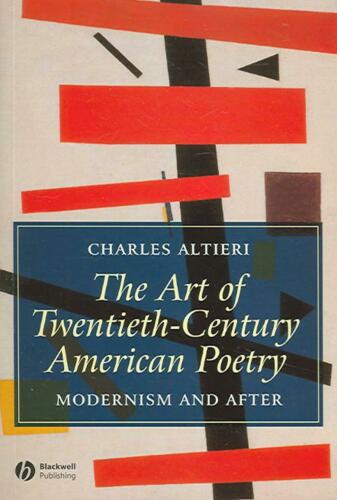 CHARLES ALTIERI
The Art of
Twentieth-Century
American Poetry
MODERNISM AND AFTER
Blackwell
Publishing